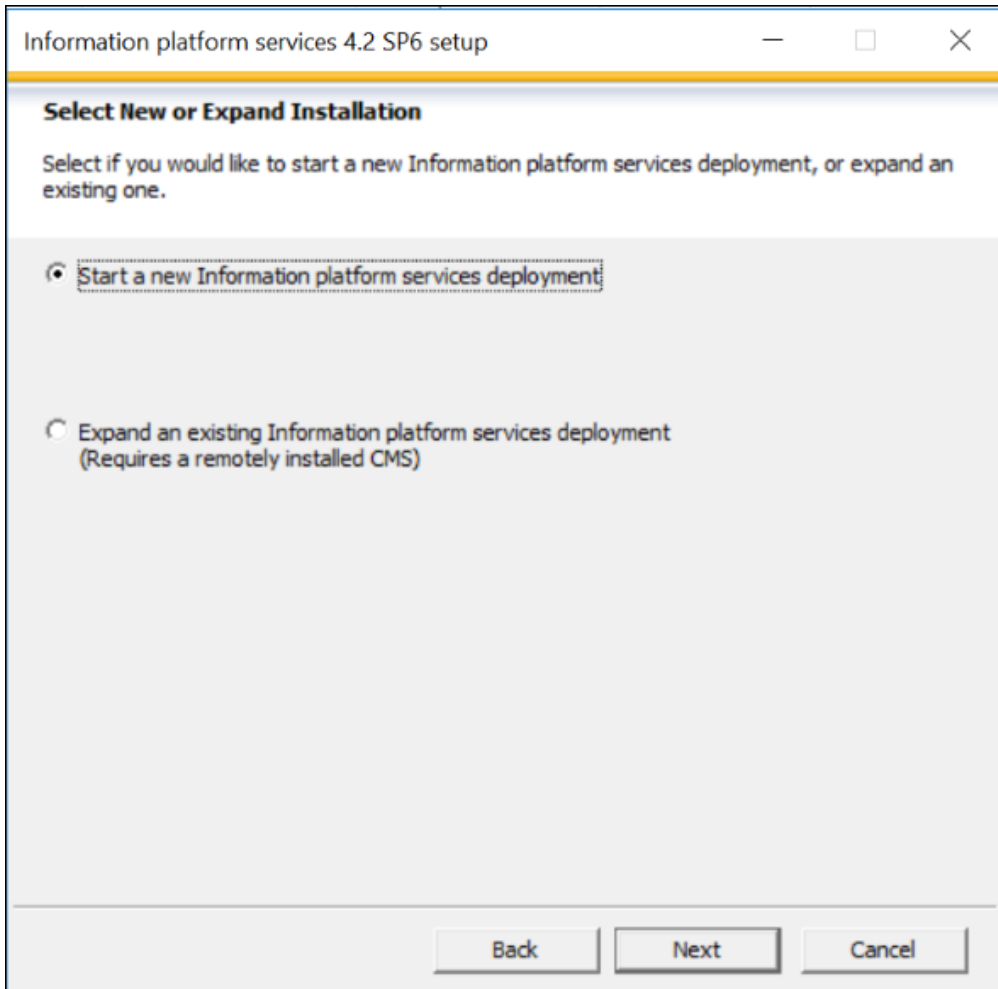 Information platform services 4.2 SP6 setup
Select New or Expand Installation
Select if you would like to start a new Information platform services deployment, or expand an
existing one.
Start a new Information platform services deployment
Expand an existing Information platform services deployment
(Requires a remotely installed CMS)
Back Next Cancel